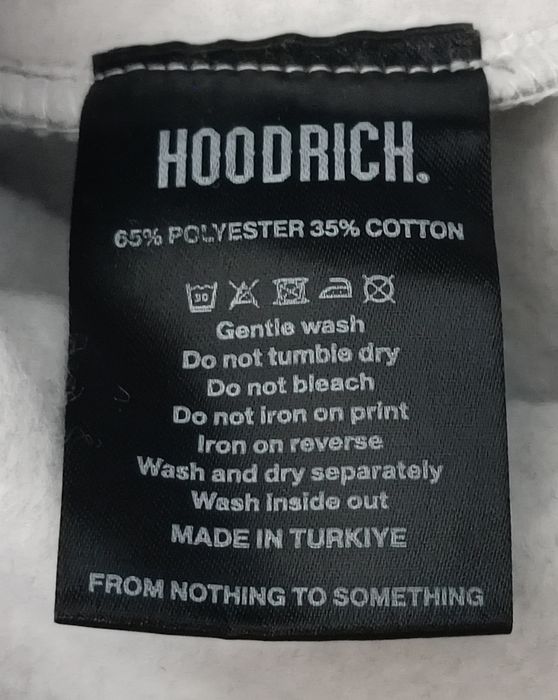 HOODRICH.
65% POLYESTER 35% COTTON
30
Gentle wash
Do not tumble dry
Do not bleach
Do not iron on print
Iron on reverse
Wash and dry separately
Wash Inside out
MADE IN TURKIYE
FROM NOTHING TO SOMETHING